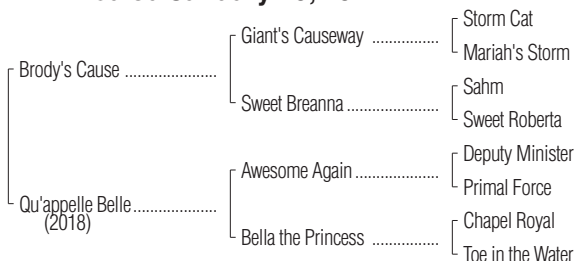 Giant's Causeway ................. Storm Cat
Mariah's Storm
Brody's Cause .......................
Sweet Breanna ....................... Sahm
Sweet Roberta
Awesome Again ..................... Deputy Minister
Primal Force
Qu'appelle Belle .....................
(2018)
Bella the Princess ................. Chapel Royal
Toe in the Water